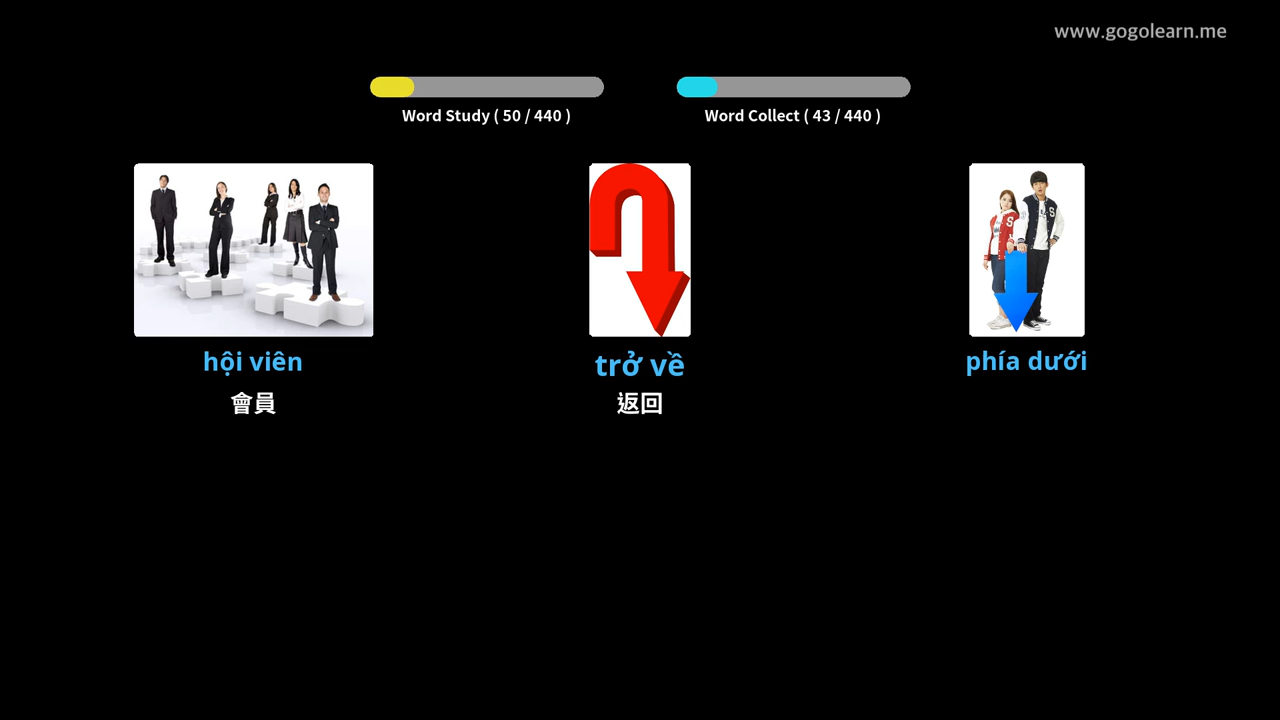 www.gogolearn.me
Word Study ( 50 / 440 )
Word Collect ( 43 / 440 )
hội viên
會員
trở về
返回
phía dưới